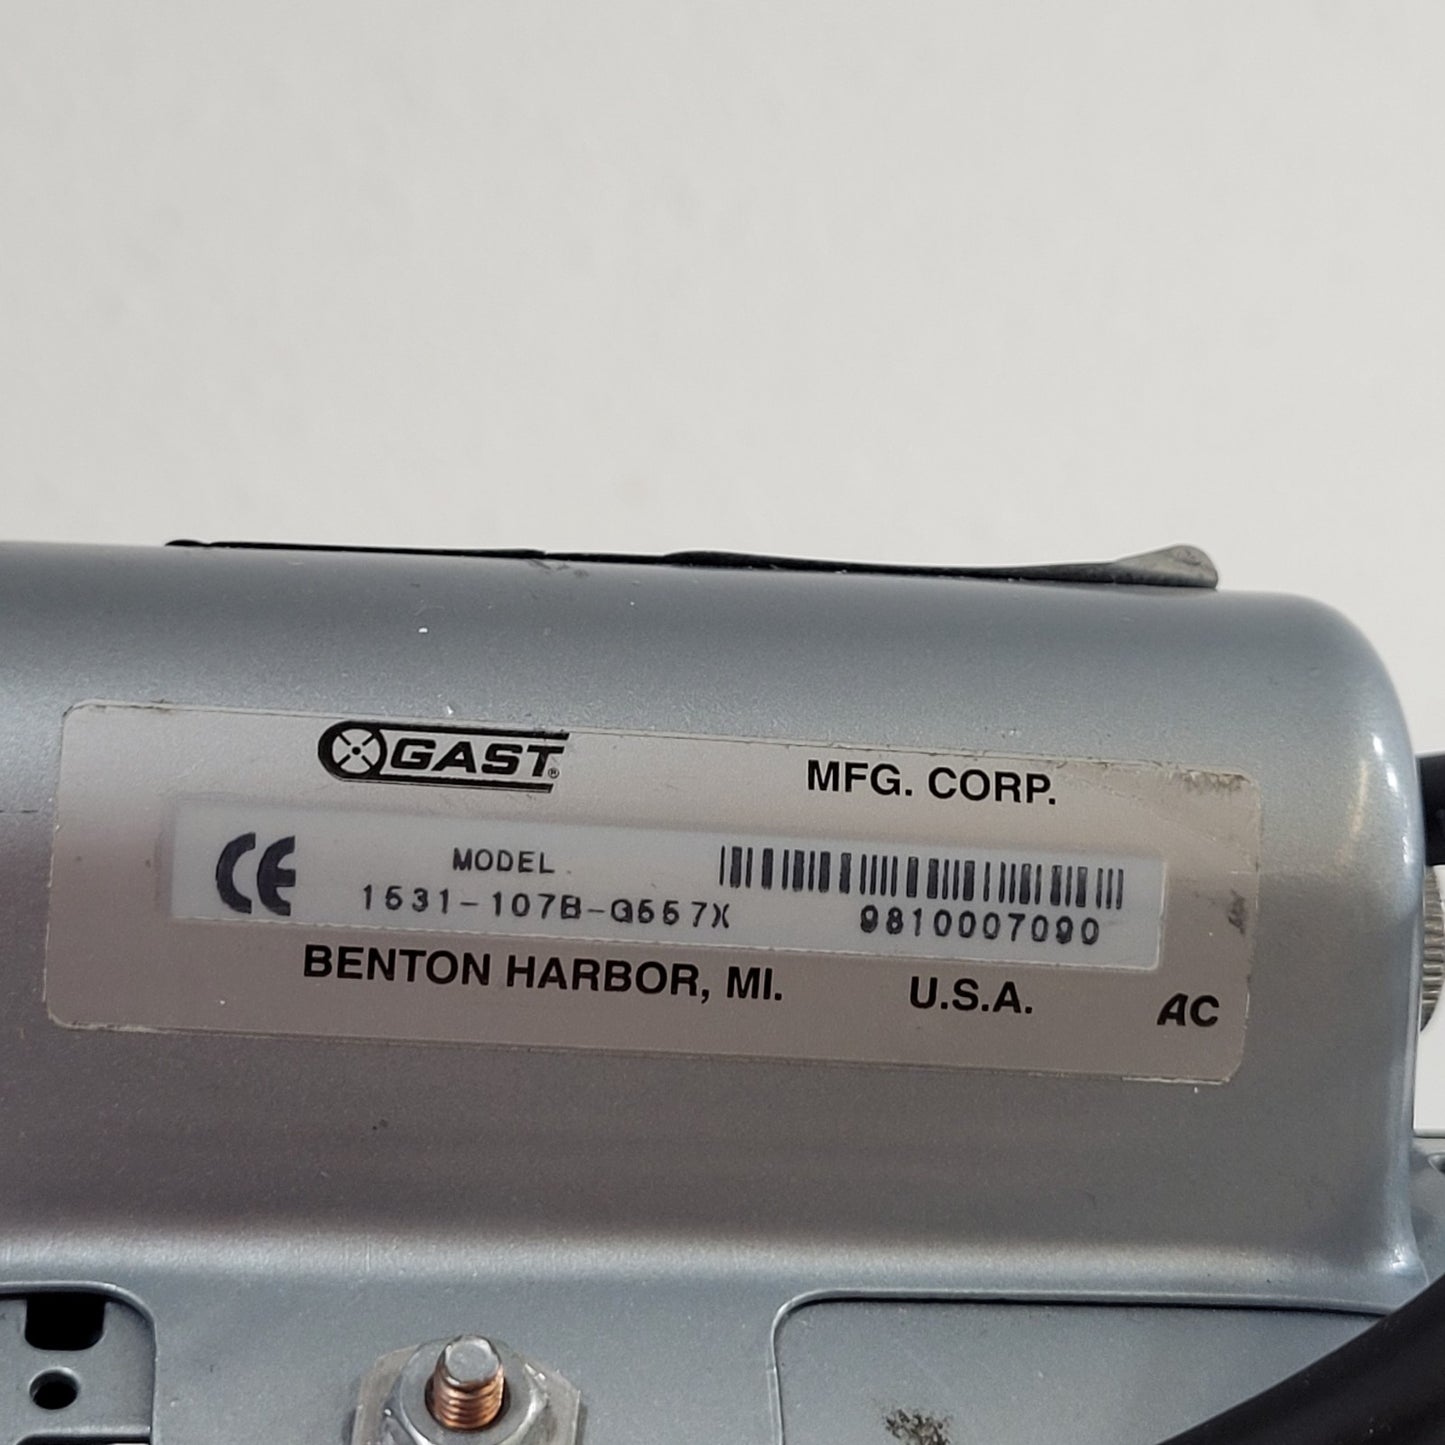 GAST® MFG. CORP.
CE MODEL
1531-107B-G557X 9810007090
BENTON HARBOR, MI. U.S.A. AC